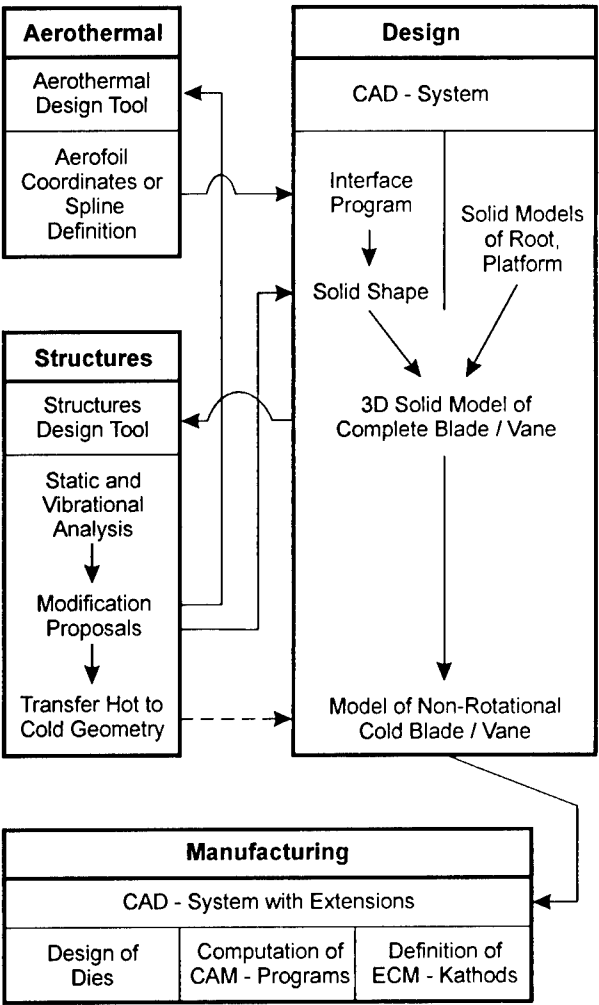 Aerothermal
Aerothermal
Design Tool
Aerofoil
Coordinates or
Spline
Definition
Structures
Structures
Design Tool
Static and
Vibrational
Analysis
Modification
Proposals
Transfer Hot to
Cold Geometry
Design
CAD - System
Interface
Program
Solid Shape
Solid Models
of Root,
Platform
3D Solid Model of
Complete Blade / Vane
Model of Non-Rotational
Cold Blade / Vane
Manufacturing
CAD - System with Extensions
Design of
Dies
Computation of
CAM - Programs
Definition of
ECM - Kathods